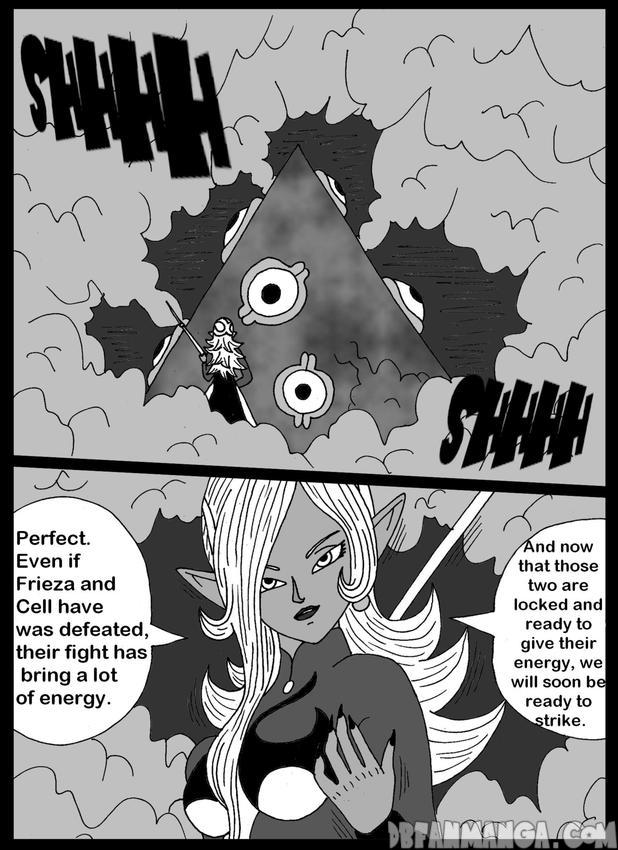 SHHHH
SHHHH
Perfect.
Even if
Frieza and
Cell have
was defeated,
their fight has
bring a lot
of energy.
And now
that those
two are
locked and
ready to
give their
energy, we
will soon be
ready to
strike.
DBFANMANGA.COM